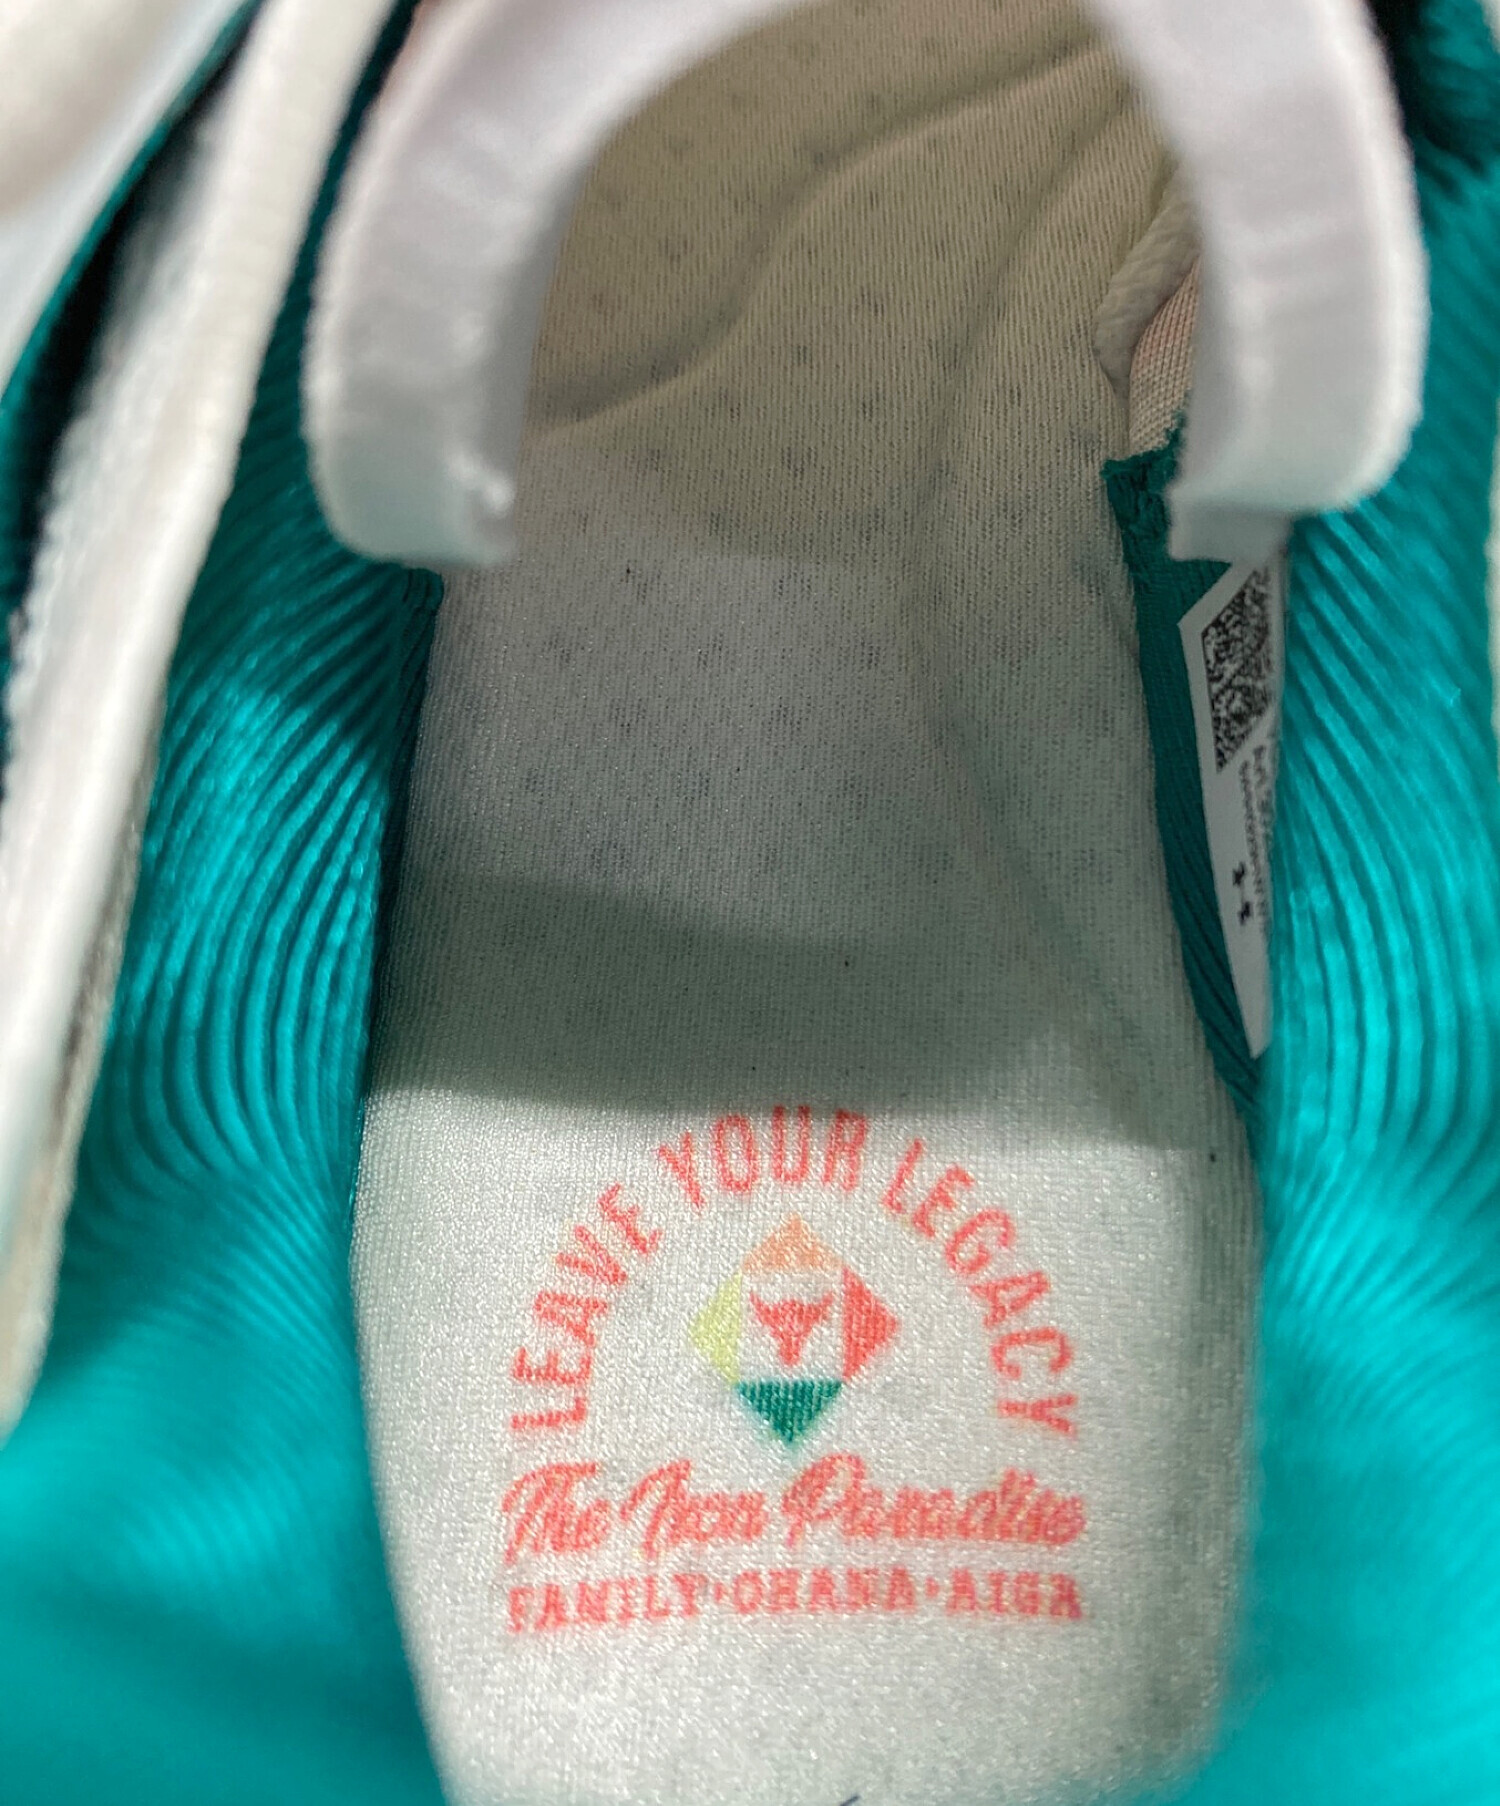 LEAVE YOUR LEGACY
The Iron Paradise
FAMILY•OHANA•AIGA